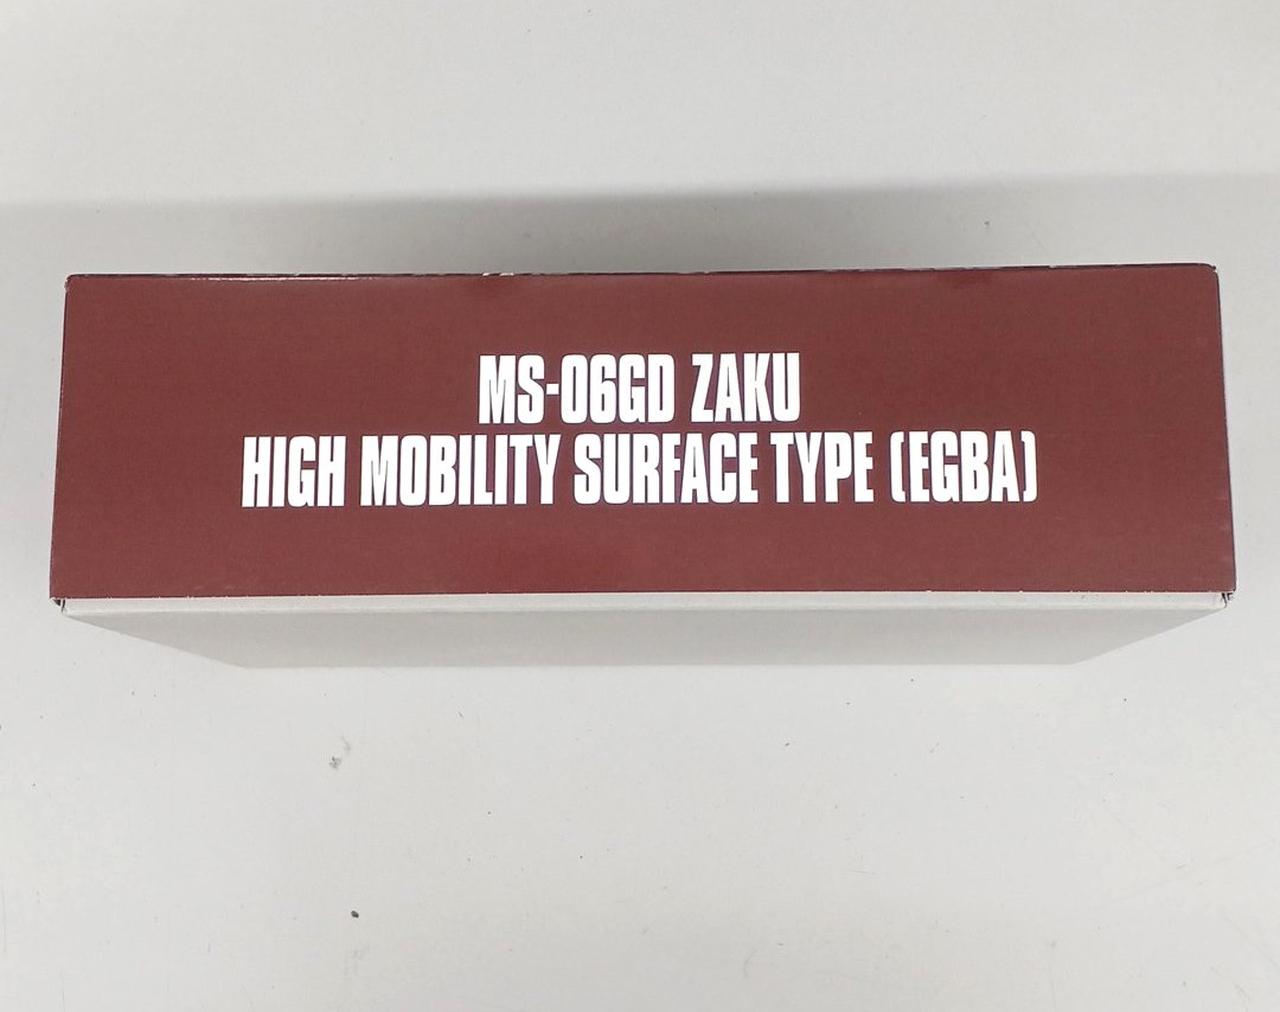 MS-06GD ZAKU
HIGH MOBILITY SURFACE TYPE (EGBA)